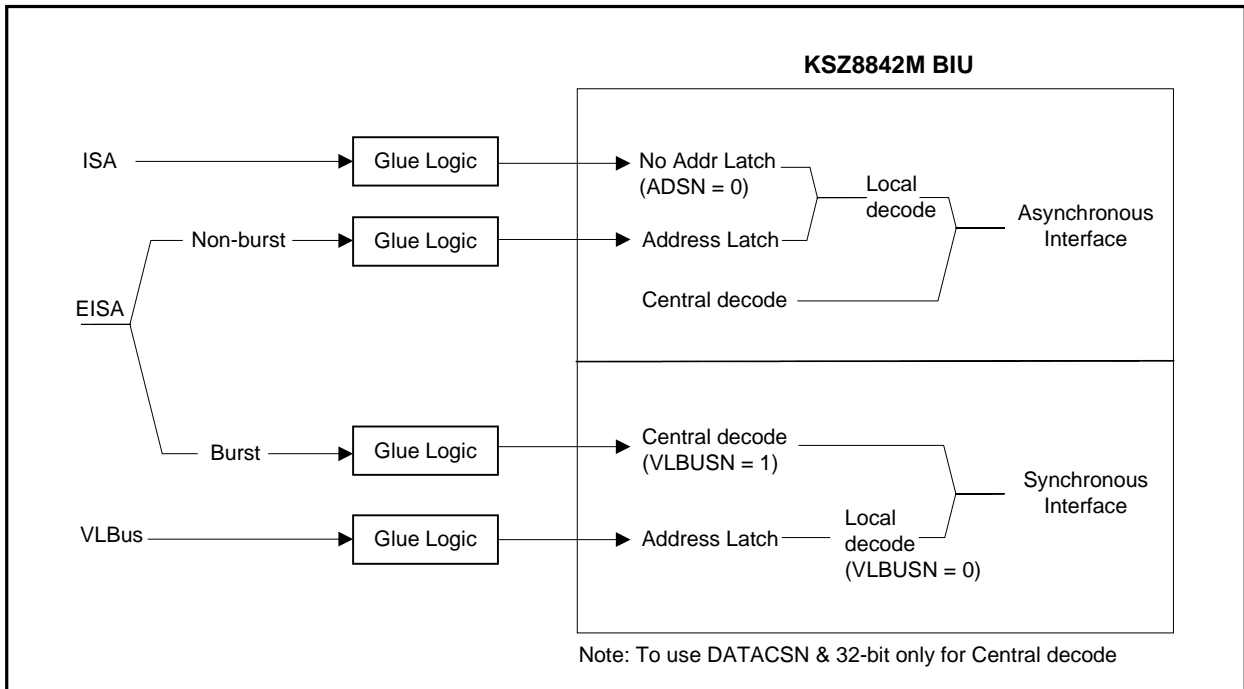 KSZ8842M BIU
ISA
Glue Logic
No Addr Latch
(ADSN = 0)
Local
decode
Asynchronous
Interface
Non-burst
Glue Logic
Address Latch
EISA
Central decode
Burst
Glue Logic
Central decode
(VLBUSN = 1)
Synchronous
Interface
VLBus
Glue Logic
Address Latch
Local
decode
(VLBUSN = 0)
Note: To use DATACSN & 32-bit only for Central decode